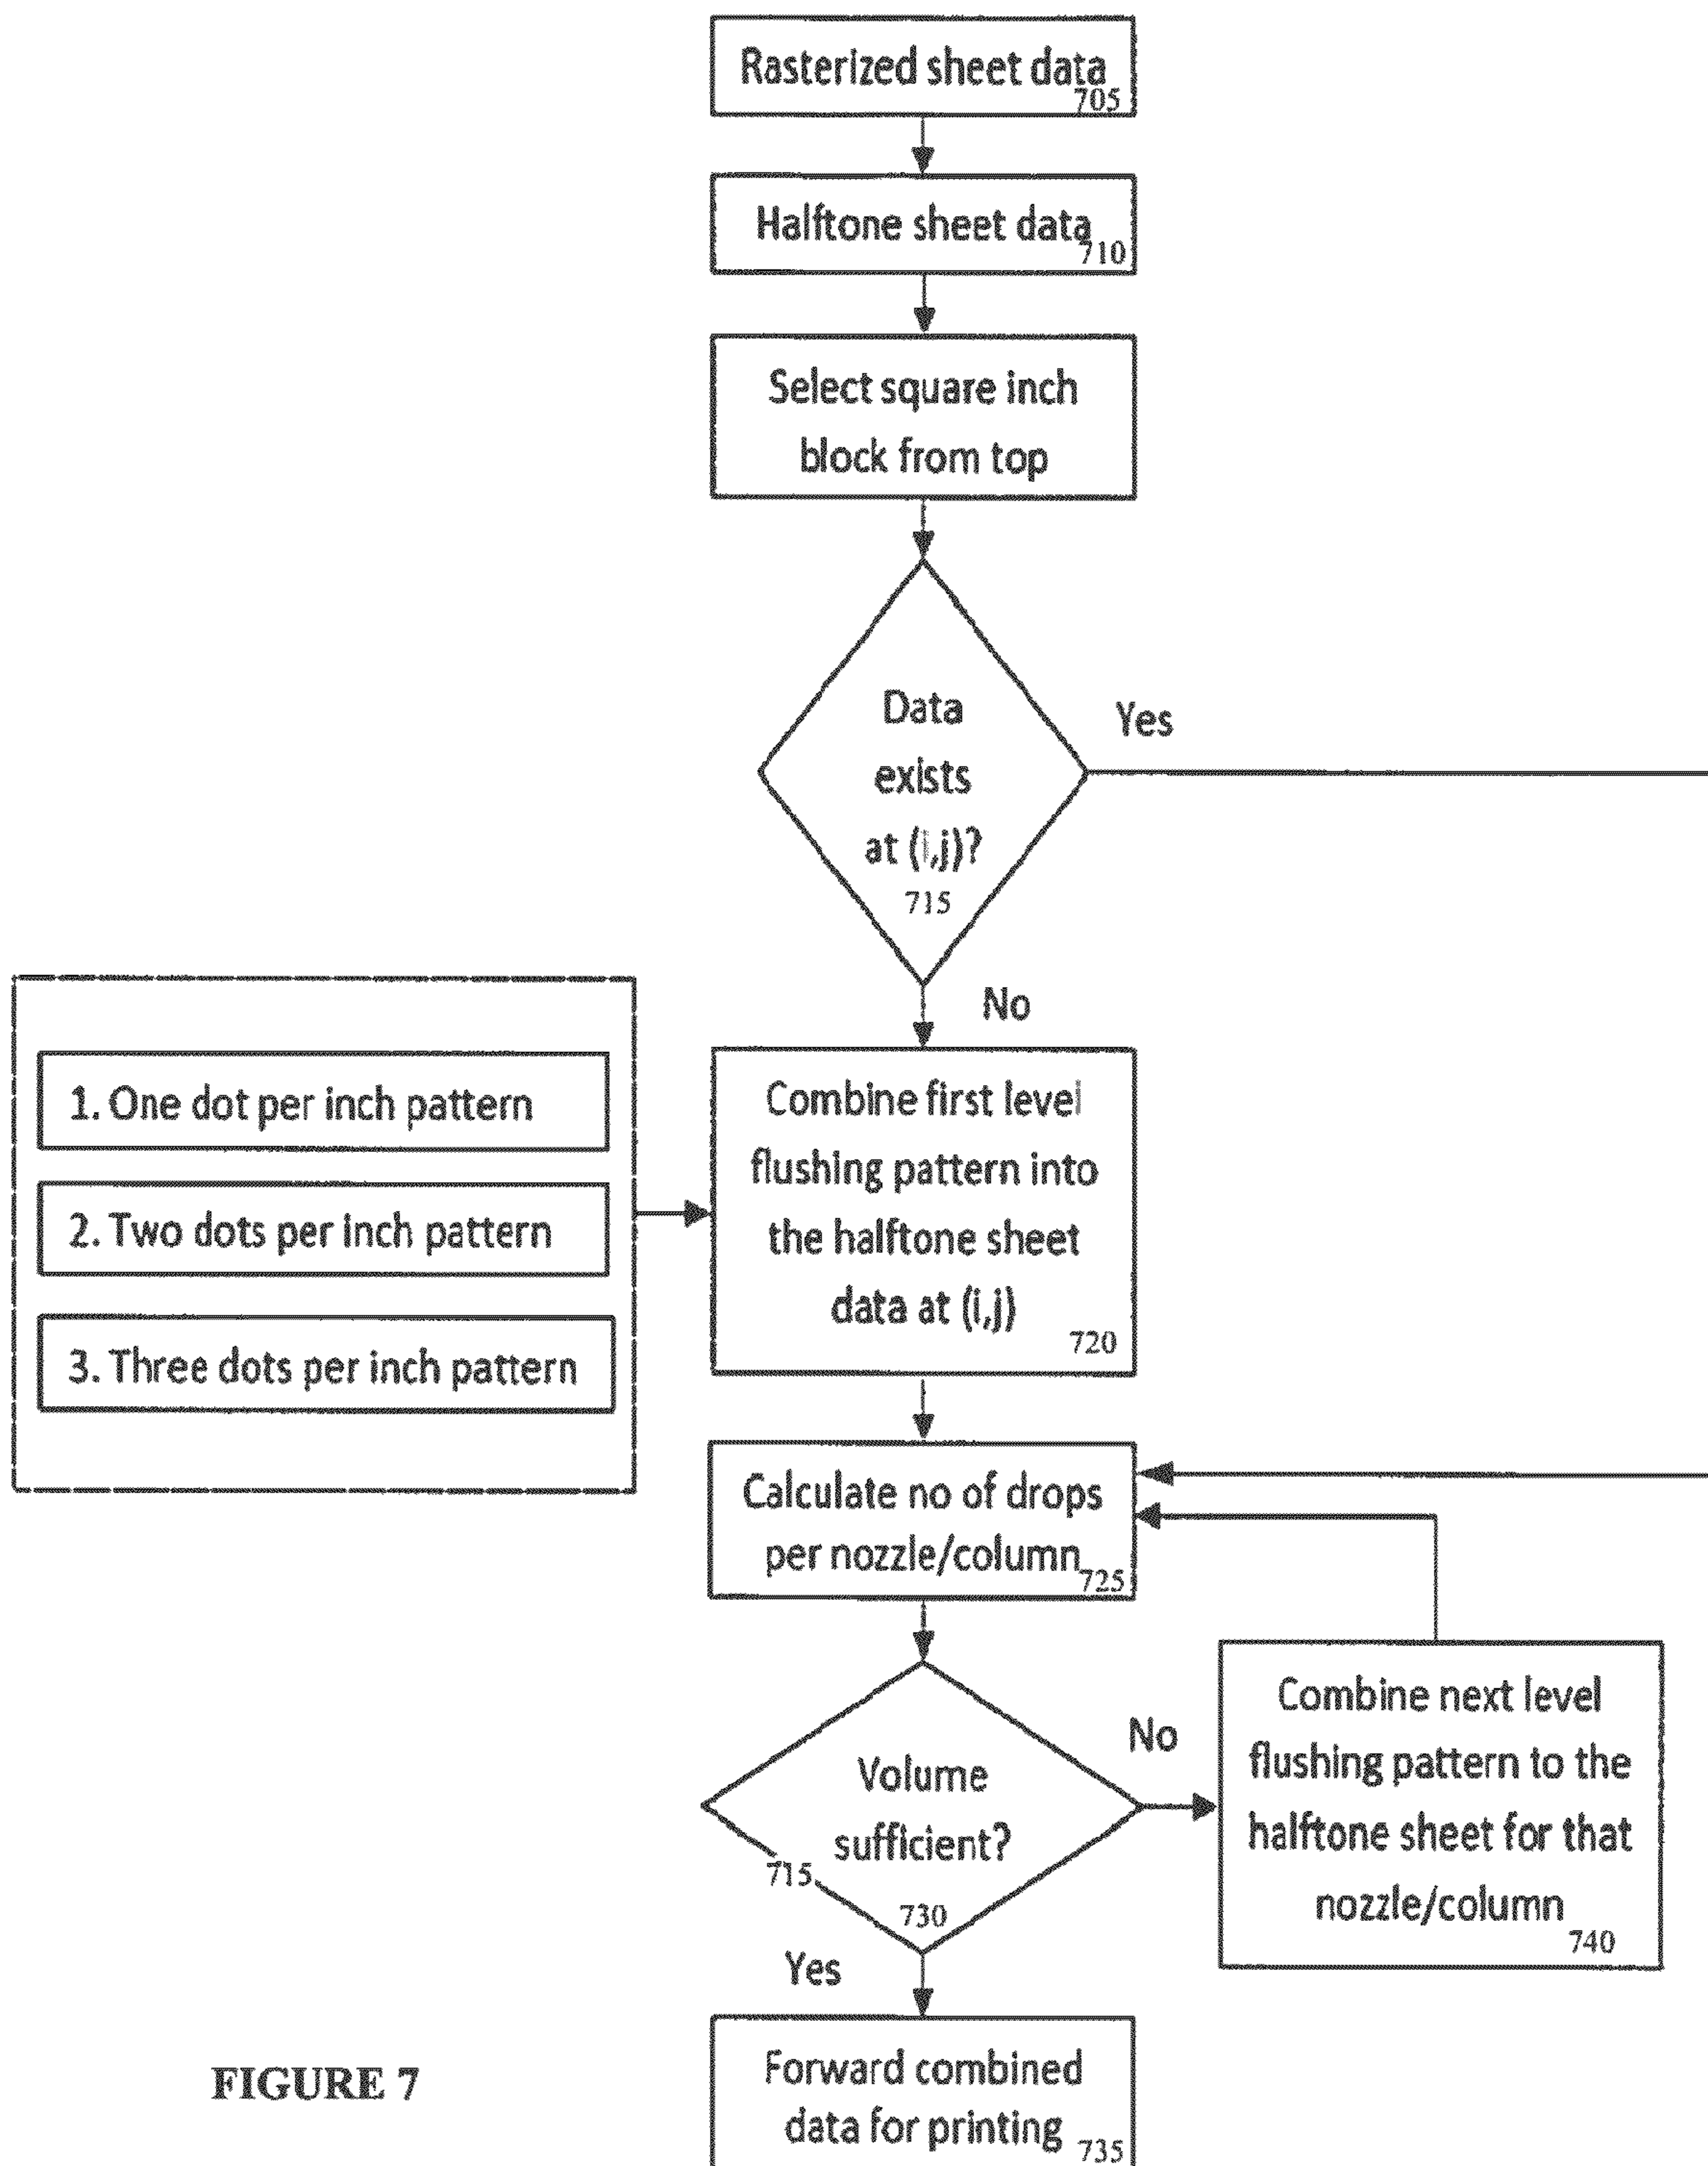 Rasterized sheet data
705
Halftone sheet data
710
Select square inch
block from top
Data
exists
at (i,j)?
715
Yes
No
1. One dot per inch pattern
2. Two dots per inch pattern
3. Three dots per inch pattern
Combine first level
flushing pattern into
the halftone sheet
data at (i,j)
720
Calculate no of drops
per nozzle/column
725
Volume
sufficient?
715
730
No
Combine next level
flushing pattern to the
halftone sheet for that
nozzle/column
740
Yes
Forward combined
data for printing
735
FIGURE 7